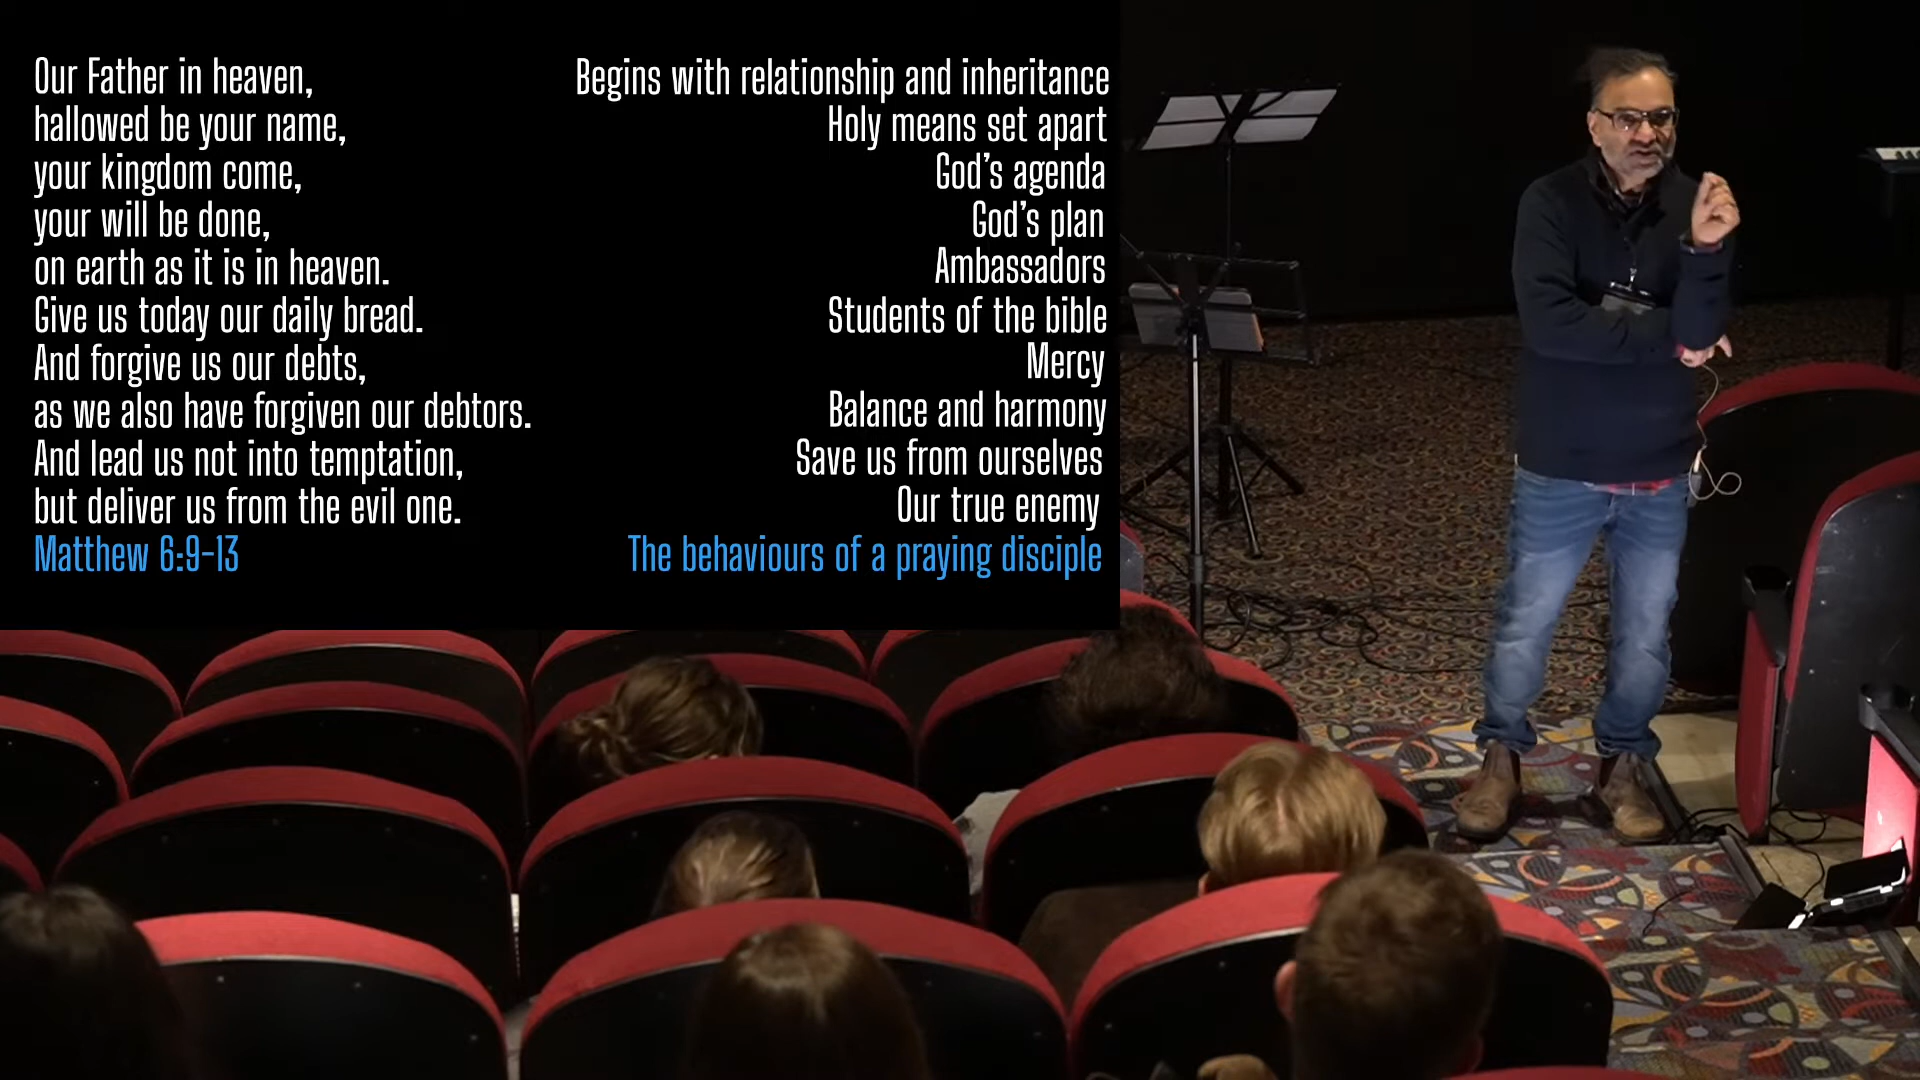 Our Father in heaven,
hallowed be your name,
your kingdom come,
your will be done,
on earth as it is in heaven.
Give us today our daily bread.
And forgive us our debts,
as we also have forgiven our debtors.
And lead us not into temptation,
but deliver us from the evil one.
Matthew 6:9-13
Begins with relationship and inheritance
Holy means set apart
God's agenda
God's plan
Ambassadors
Students of the bible
Mercy
Balance and harmony
Save us from ourselves
Our true enemy
The behaviours of a praying disciple